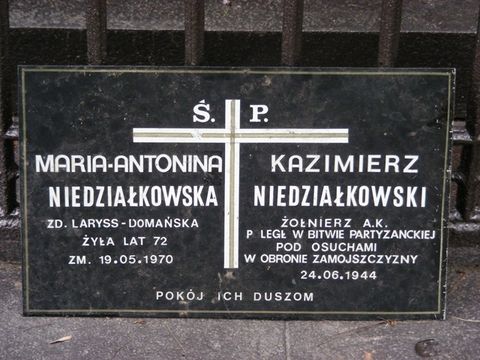 Ś. P.
MARIA-ANTONINA
NIEDZIAŁKOWSKA
ZD. LARYSS-DOMAŃSKA
ŻYŁA LAT 72
ZM. 19.05.1970
KAZIMIERZ
NIEDZIAŁKOWSKI
ŻOŁNIERZ A.K.
P LEGŁ W BITWIE PARTYZANCKIEJ
POD OSUCHAMI
W OBRONIE ZAMOJSZCZYZNY
24.06.1944
POKÓJ ICH DUSZOM